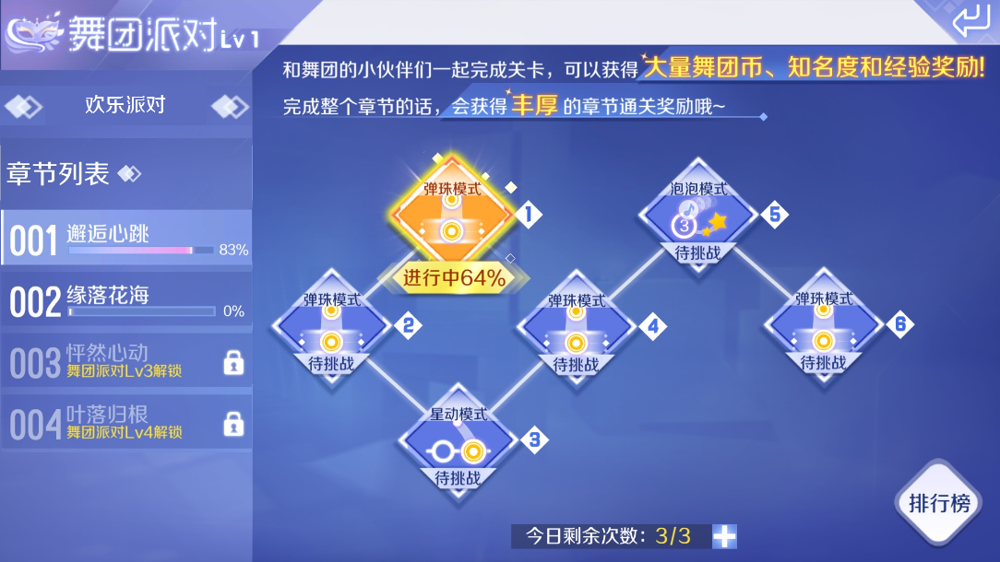 舞团派对Lv1
欢乐派对
章节列表
001 邂逅心跳
83%
002 缘落花海
0%
003 怦然心动
舞团派对Lv3解锁
004 叶落归根
舞团派对Lv4解锁
和舞团的小伙伴们一起完成关卡，可以获得大量舞团币、知名度和经验奖励!
完成整个章节的话，会获得丰厚的章节通关奖励哦~
弹珠模式
1
进行中64%
弹珠模式
2
待挑战
星动模式
3
待挑战
弹珠模式
4
待挑战
泡泡模式
3
5
待挑战
弹珠模式
6
待挑战
今日剩余次数：3/3
排行榜